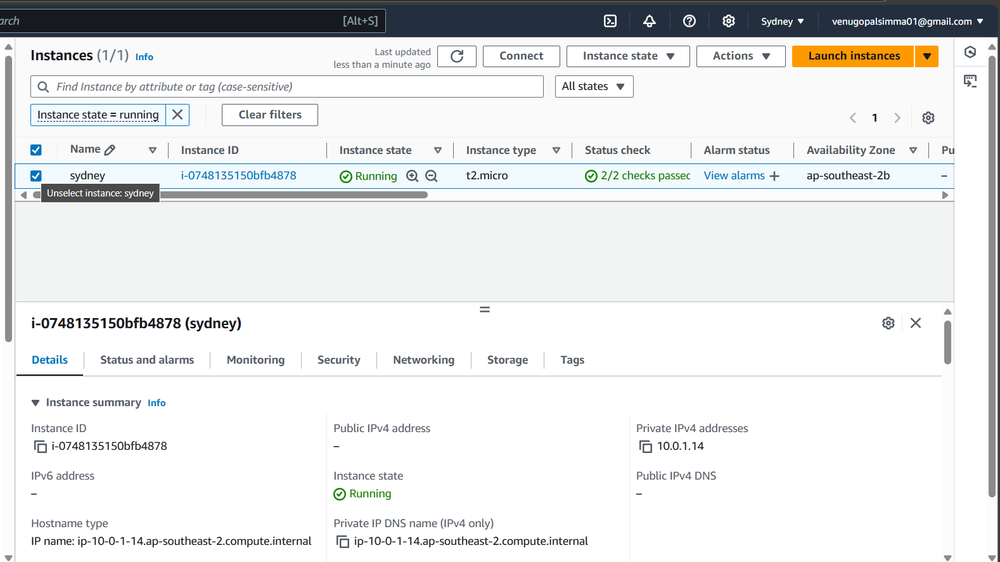 arch [Alt+S] Sydney venugopalsimma01@gmail.com
Instances (1/1) Info
Last updated
less than a minute ago
Connect Instance state Actions Launch instances
Find Instance by attribute or tag (case-sensitive) All states
Instance state = running Clear filters
1
Name Instance ID Instance state Instance type Status check Alarm status Availability Zone Pu
sydney i-0748135150bfb4878 Running t2.micro 2/2 checks passed View alarms + ap-southeast-2b –
Unselect instance: sydney
i-0748135150bfb4878 (sydney)
Details Status and alarms Monitoring Security Networking Storage Tags
Instance summary Info
Instance ID
i-0748135150bfb4878
Public IPv4 address
–
Private IPv4 addresses
10.0.1.14
IPv6 address
–
Instance state
Running
Public IPv4 DNS
–
Hostname type
IP name: ip-10-0-1-14.ap-southeast-2.compute.internal
Private IP DNS name (IPv4 only)
ip-10-0-1-14.ap-southeast-2.compute.internal